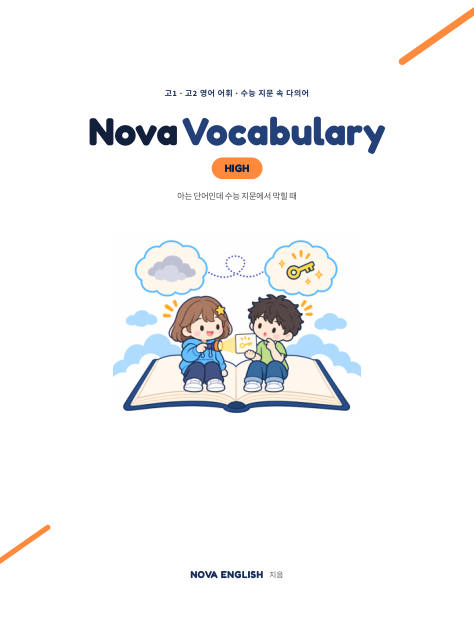 고1 · 고2 영어 어휘 · 수능 지문 속 다의어
Nova Vocabulary
HIGH
아는 단어인데 수능 지문에서 막힐 때
NOVA ENGLISH 지음